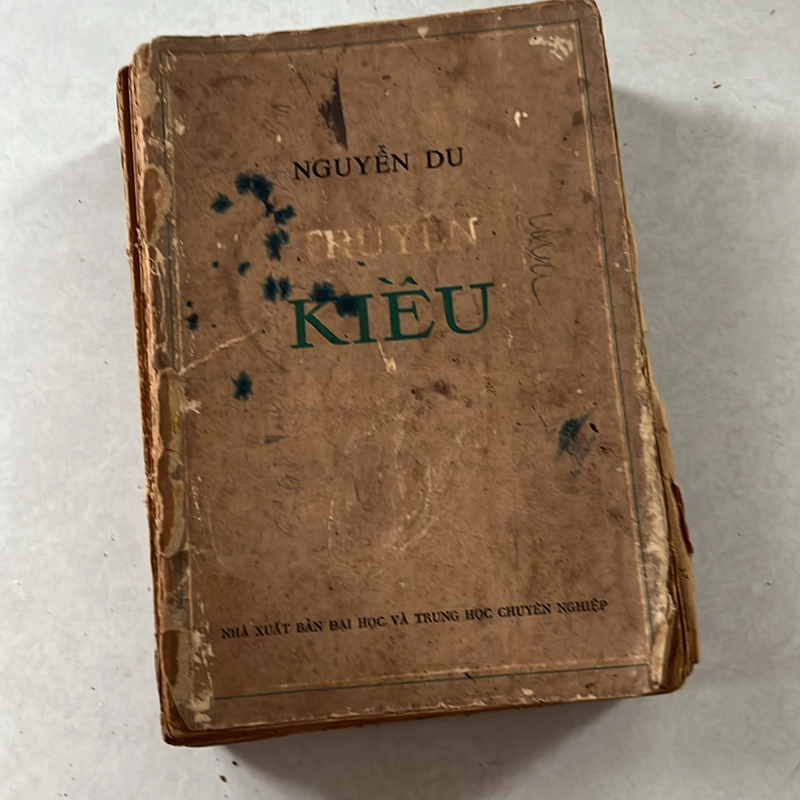 NGUYỄN DU
TRUYỆN
KIỀU
NHÀ XUẤT BẢN ĐẠI HỌC VÀ TRUNG HỌC CHUYÊN NGHIỆP